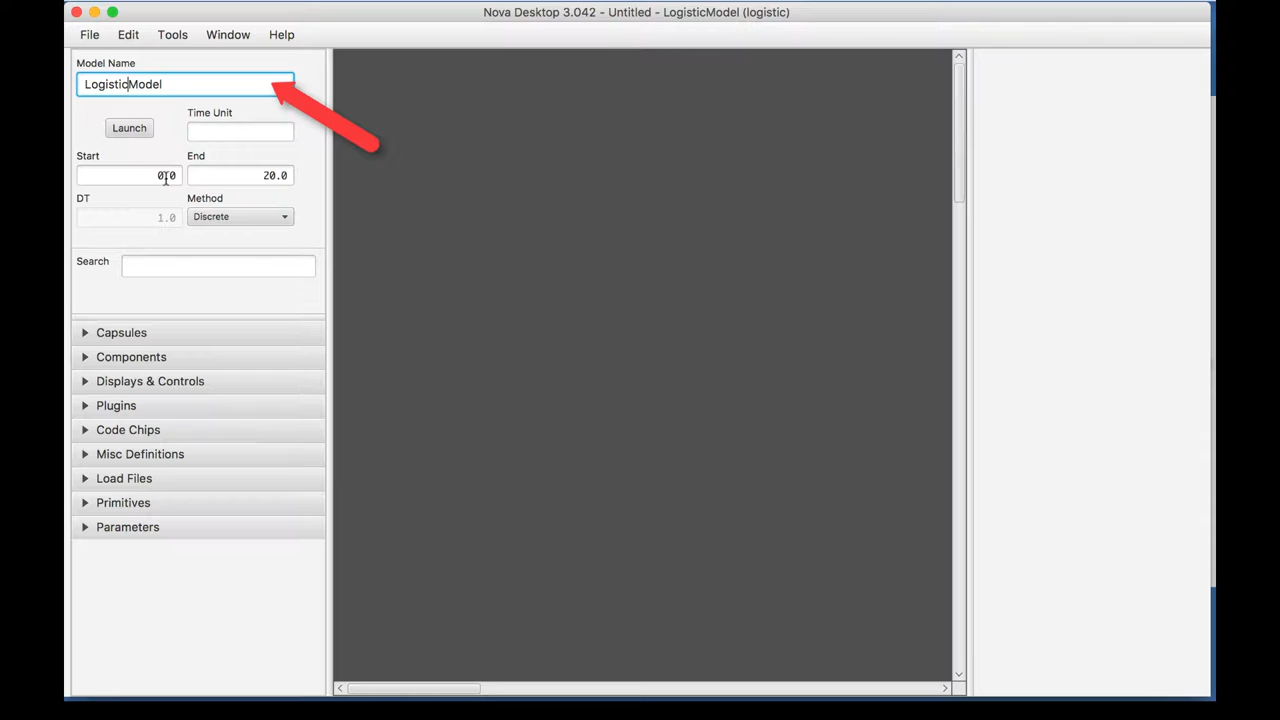 Nova Desktop 3.042 - Untitled - LogisticModel (logistic)
File Edit Tools Window Help
Model Name
LogisticModel
Launch
Time Unit
Start
End
0.0
20.0
DT
Method
1.0
Discrete
Search
Capsules
Components
Displays & Controls
Plugins
Code Chips
Misc Definitions
Load Files
Primitives
Parameters